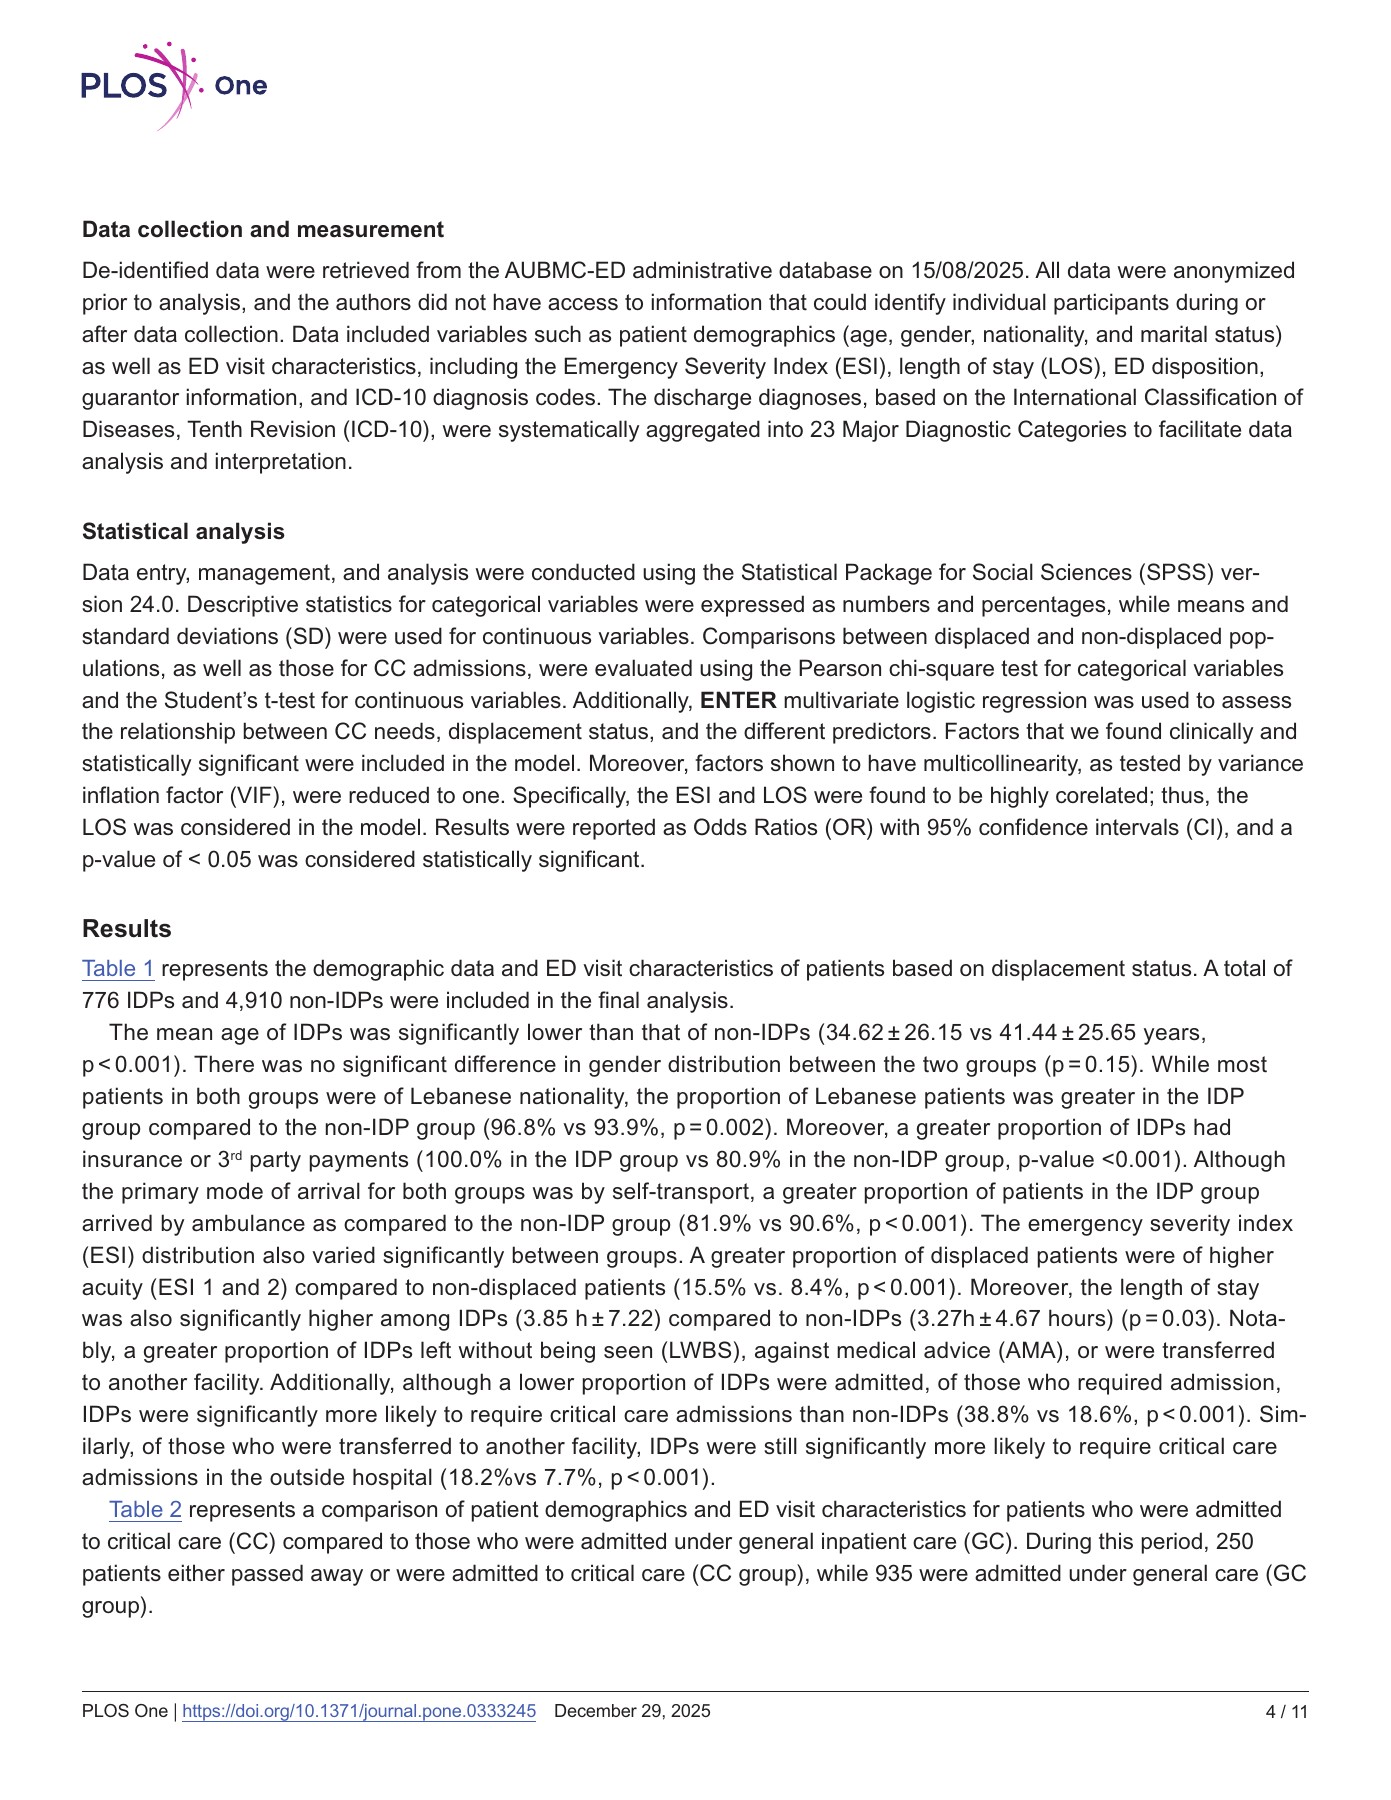 PLOS One
Data collection and measurement
De-identified data were retrieved from the AUBMC-ED administrative database on 15/08/2025. All data were anonymized
prior to analysis, and the authors did not have access to information that could identify individual participants during or
after data collection. Data included variables such as patient demographics (age, gender, nationality, and marital status)
as well as ED visit characteristics, including the Emergency Severity Index (ESI), length of stay (LOS), ED disposition,
guarantor information, and ICD-10 diagnosis codes. The discharge diagnoses, based on the International Classification of
Diseases, Tenth Revision (ICD-10), were systematically aggregated into 23 Major Diagnostic Categories to facilitate data
analysis and interpretation.
Statistical analysis
Data entry, management, and analysis were conducted using the Statistical Package for Social Sciences (SPSS) ver-
sion 24.0. Descriptive statistics for categorical variables were expressed as numbers and percentages, while means and
standard deviations (SD) were used for continuous variables. Comparisons between displaced and non-displaced pop-
ulations, as well as those for CC admissions, were evaluated using the Pearson chi-square test for categorical variables
and the Student’s t-test for continuous variables. Additionally, ENTER multivariate logistic regression was used to assess
the relationship between CC needs, displacement status, and the different predictors. Factors that we found clinically and
statistically significant were included in the model. Moreover, factors shown to have multicollinearity, as tested by variance
inflation factor (VIF), were reduced to one. Specifically, the ESI and LOS were found to be highly corelated; thus, the
LOS was considered in the model. Results were reported as Odds Ratios (OR) with 95% confidence intervals (CI), and a
p-value of < 0.05 was considered statistically significant.
Results
Table 1 represents the demographic data and ED visit characteristics of patients based on displacement status. A total of
776 IDPs and 4,910 non-IDPs were included in the final analysis.
The mean age of IDPs was significantly lower than that of non-IDPs (34.62 ± 26.15 vs 41.44 ± 25.65 years,
p < 0.001). There was no significant difference in gender distribution between the two groups (p = 0.15). While most
patients in both groups were of Lebanese nationality, the proportion of Lebanese patients was greater in the IDP
group compared to the non-IDP group (96.8% vs 93.9%, p = 0.002). Moreover, a greater proportion of IDPs had
insurance or 3rd party payments (100.0% in the IDP group vs 80.9% in the non-IDP group, p-value <0.001). Although
the primary mode of arrival for both groups was by self-transport, a greater proportion of patients in the IDP group
arrived by ambulance as compared to the non-IDP group (81.9% vs 90.6%, p < 0.001). The emergency severity index
(ESI) distribution also varied significantly between groups. A greater proportion of displaced patients were of higher
acuity (ESI 1 and 2) compared to non-displaced patients (15.5% vs. 8.4%, p < 0.001). Moreover, the length of stay
was also significantly higher among IDPs (3.85 h ± 7.22) compared to non-IDPs (3.27h ± 4.67 hours) (p = 0.03). Nota-
bly, a greater proportion of IDPs left without being seen (LWBS), against medical advice (AMA), or were transferred
to another facility. Additionally, although a lower proportion of IDPs were admitted, of those who required admission,
IDPs were significantly more likely to require critical care admissions than non-IDPs (38.8% vs 18.6%, p < 0.001). Sim-
ilarly, of those who were transferred to another facility, IDPs were still significantly more likely to require critical care
admissions in the outside hospital (18.2%vs 7.7%, p < 0.001).
Table 2 represents a comparison of patient demographics and ED visit characteristics for patients who were admitted
to critical care (CC) compared to those who were admitted under general inpatient care (GC). During this period, 250
patients either passed away or were admitted to critical care (CC group), while 935 were admitted under general care (GC
group).
PLOS One | https://doi.org/10.1371/journal.pone.0333245 December 29, 2025 4 / 11